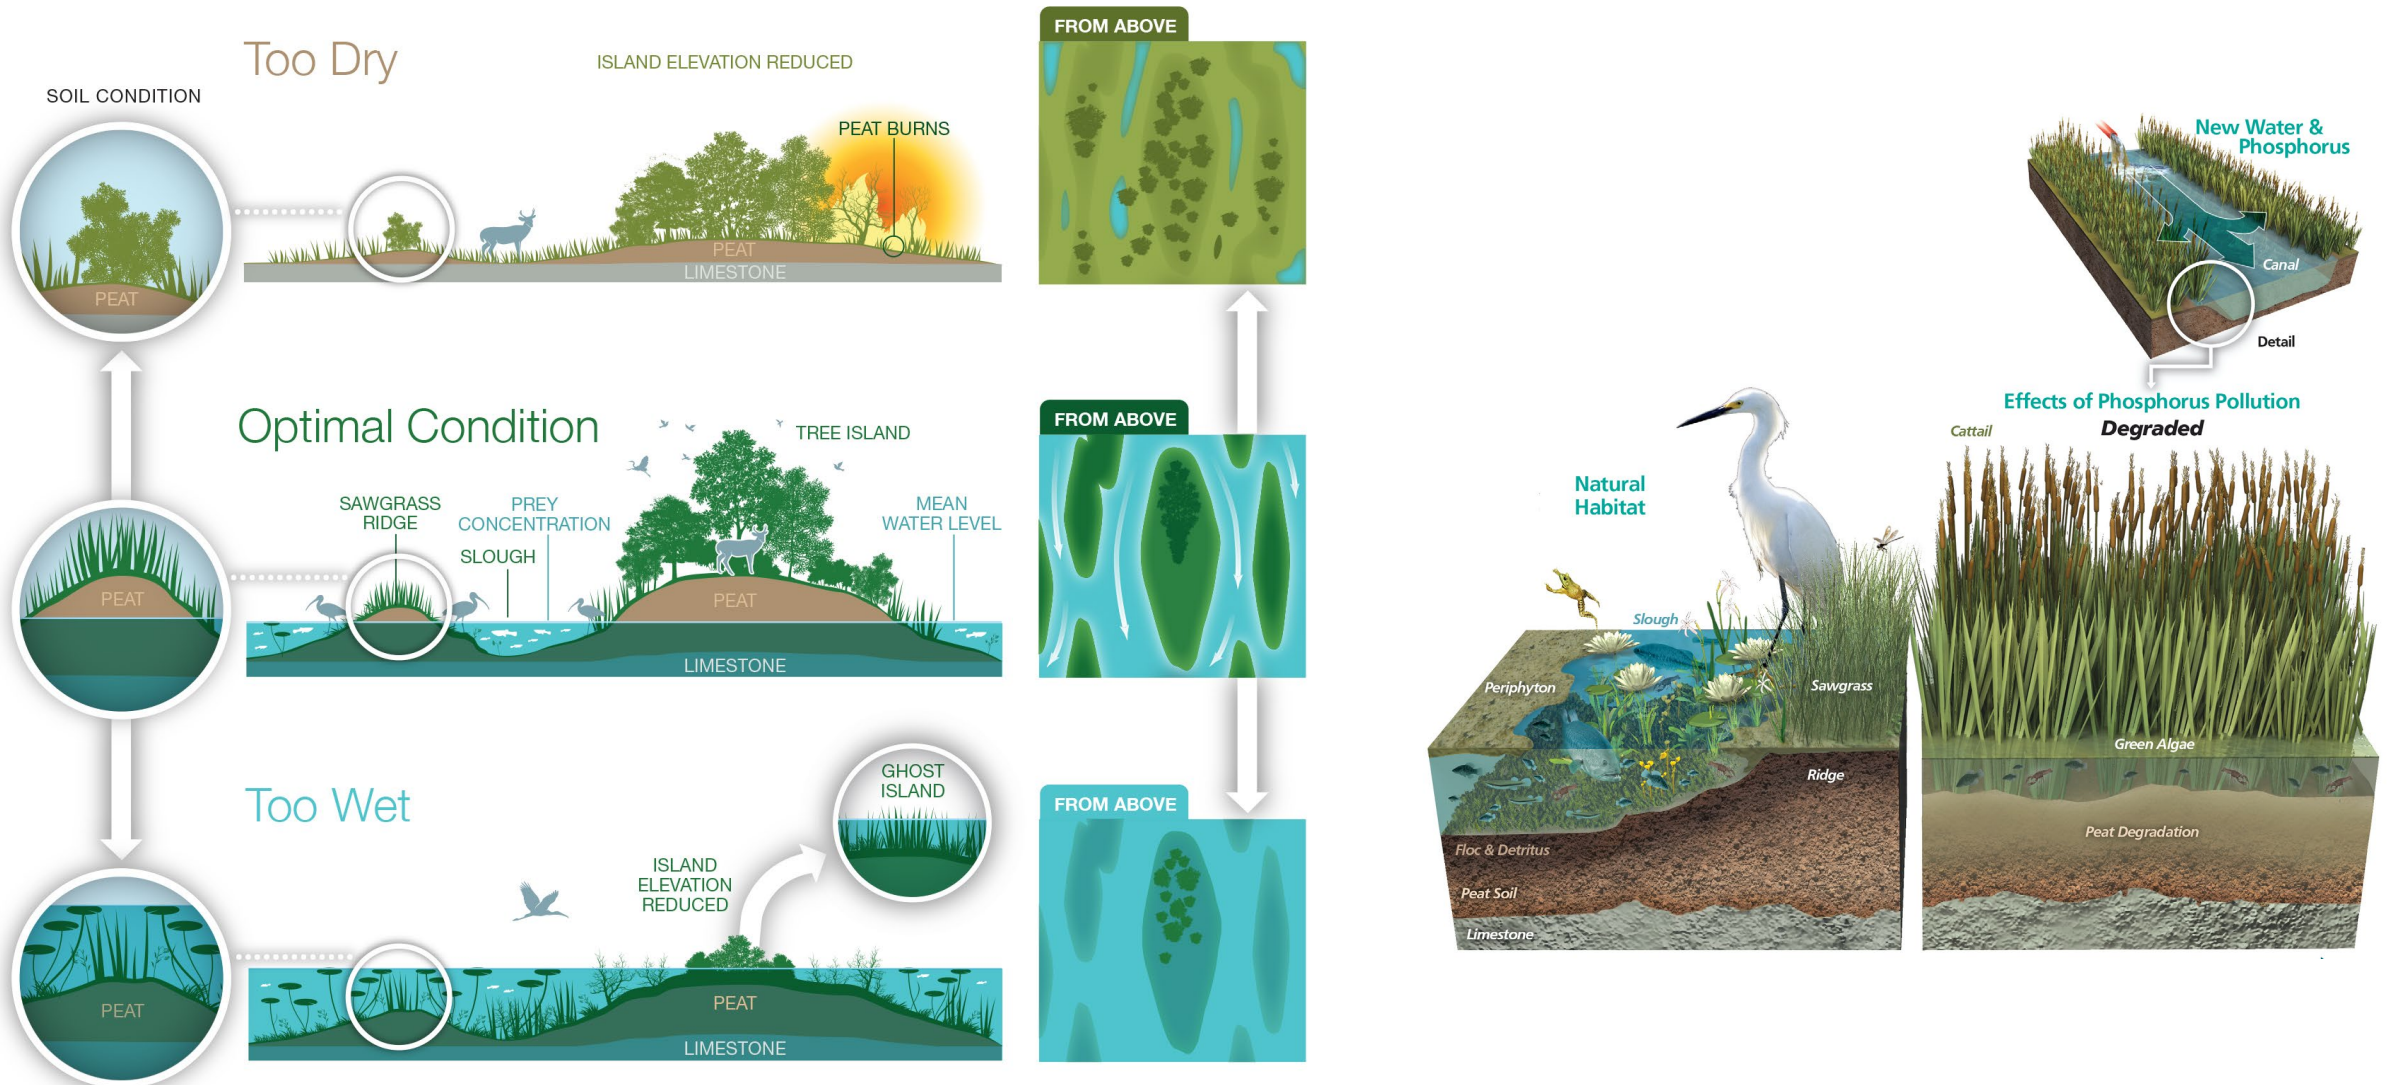 FROM ABOVE
Too Dry
ISLAND ELEVATION REDUCED
SOIL CONDITION
PEAT BURNS
PEAT
PEAT
LIMESTONE
Optimal Condition
FROM ABOVE
TREE ISLAND
SAWGRASS
RIDGE
PREY
CONCENTRATION
MEAN
WATER LEVEL
SLOUGH
PEAT
PEAT
LIMESTONE
Too Wet
GHOST
ISLAND
FROM ABOVE
ISLAND
ELEVATION
REDUCED
PEAT
PEAT
LIMESTONE
New Water &
Phosphorus
Canal
Detail
Effects of Phosphorus Pollution
Degraded
Cattail
Natural
Habitat
Slough
Periphyton
Sawgrass
Green Algae
Ridge
Peat Degradation
Floc & Detritus
Peat Soil
Limestone